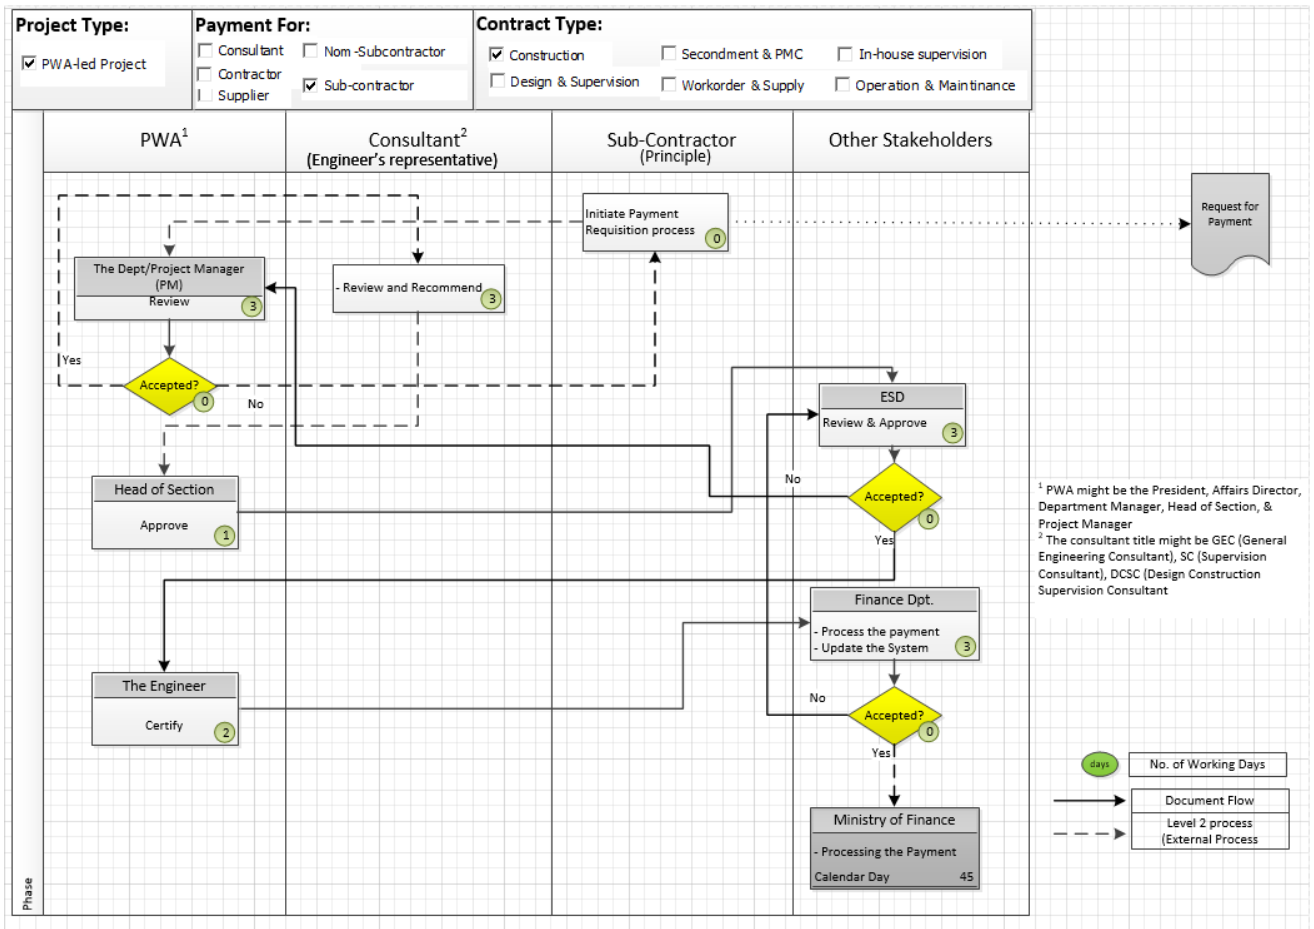 Project Type:
PWA-led Project
Payment For:
Consultant
Nom-Subcontractor
Contractor
Sub-contractor
Supplier
Contract Type:
Construction
Secondment & PMC
In-house supervision
Design & Supervision
Workorder & Supply
Operation & Maintinance
PWA1
Consultant2
(Engineer's representative)
Sub-Contractor
(Principle)
Other Stakeholders
Initiate Payment
Requisition process
0
Request for
Payment
The Dept/Project Manager
(PM)
Review
3
- Review and Recommend
3
Yes
Accepted?
0
No
ESD
Review & Approve
3
No
Accepted?
0
Yes
Head of Section
Approve
1
1 PWA might be the President, Affairs Director,
Department Manager, Head of Section, &
Project Manager
2 The consultant title might be GEC (General
Engineering Consultant), SC (Supervision
Consultant), DCSC (Design Construction
Supervision Consultant
Finance Dpt.
- Process the payment
- Update the System
3
The Engineer
Certify
2
No
Accepted?
0
Yes
Ministry of Finance
- Processing the Payment
Calendar Day 45
days
No. of Working Days
Document Flow
Level 2 process
(External Process
Phase